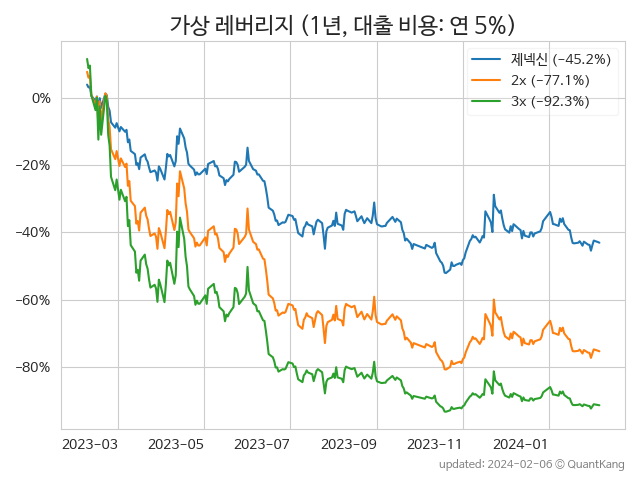 가상 레버리지 (1년, 대출 비용: 연 5%)
제넥신 (−45.2%)
2x (−77.1%)
3x (−92.3%)
0%
−20%
−40%
−60%
−80%
2023-03 2023-05 2023-07 2023-09 2023-11 2024-01
updated: 2024-02-06 © QuantKang